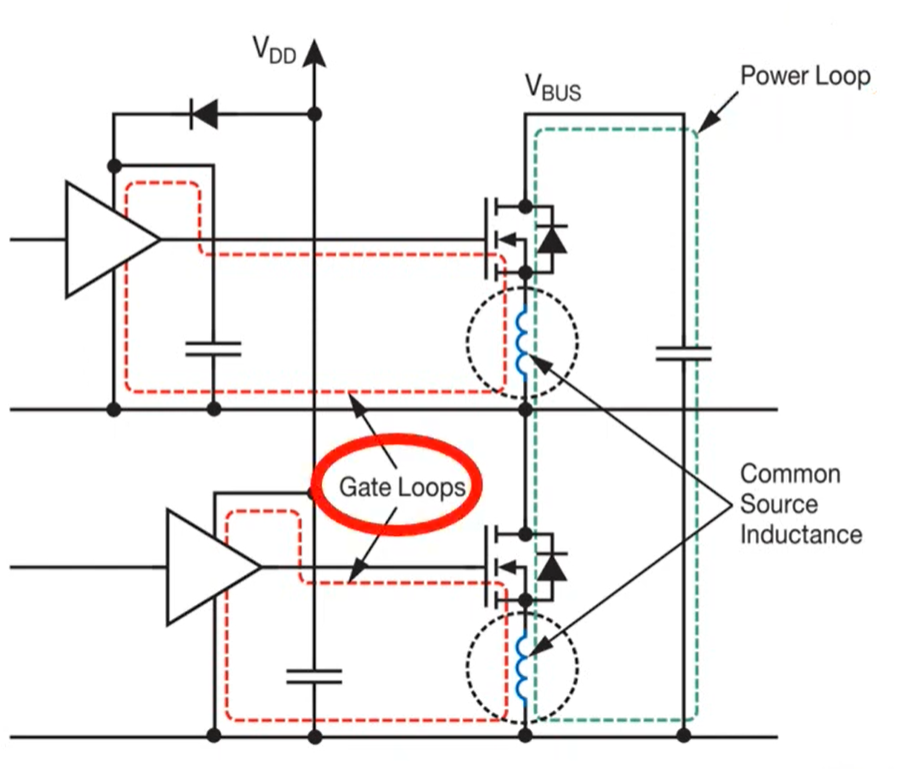 VDD
VBUS
Power Loop
Gate Loops
Common
Source
Inductance